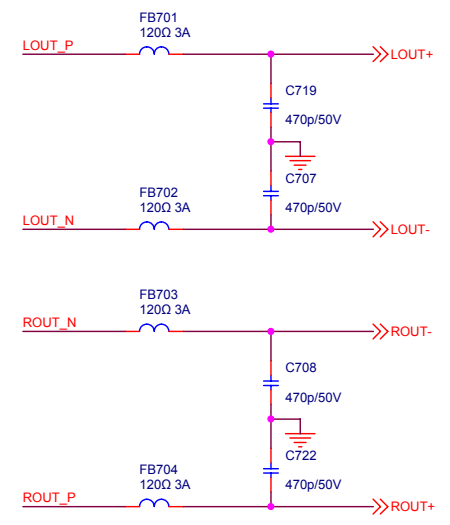 FB701
120Ω 3A
LOUT_P
LOUT+
C719
470p/50V
C707
470p/50V
FB702
120Ω 3A
LOUT_N
LOUT-
FB703
120Ω 3A
ROUT_N
ROUT-
C708
470p/50V
C722
470p/50V
FB704
120Ω 3A
ROUT_P
ROUT+